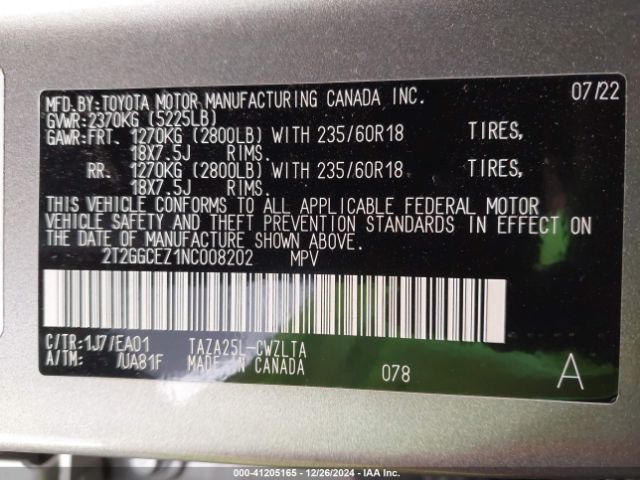 MFD.BY:TOYOTA MOTOR MANUFACTURING CANADA INC. 07/22
GVWR:2370KG (5225LB)
GAWR:FRT. 1270KG (2800LB) WITH 235/60R18 TIRES,
18X7.5J RIMS.
RR. 1270KG (2800LB) WITH 235/60R18 TIRES,
18X7.5J RIMS.
THIS VEHICLE CONFORMS TO ALL APPLICABLE FEDERAL MOTOR
VEHICLE SAFETY AND THEFT PREVENTION STANDARDS IN EFFECT ON
THE DATE OF MANUFACTURE SHOWN ABOVE.
2T2GGCEZ1NC008202 MPV
C/TR:1J7/EA01 TAZA25L-CWZLTA
A/TM: /UA81F MADE IN CANADA 078 A
000-41205165 - 12/26/2024 - IAA Inc.